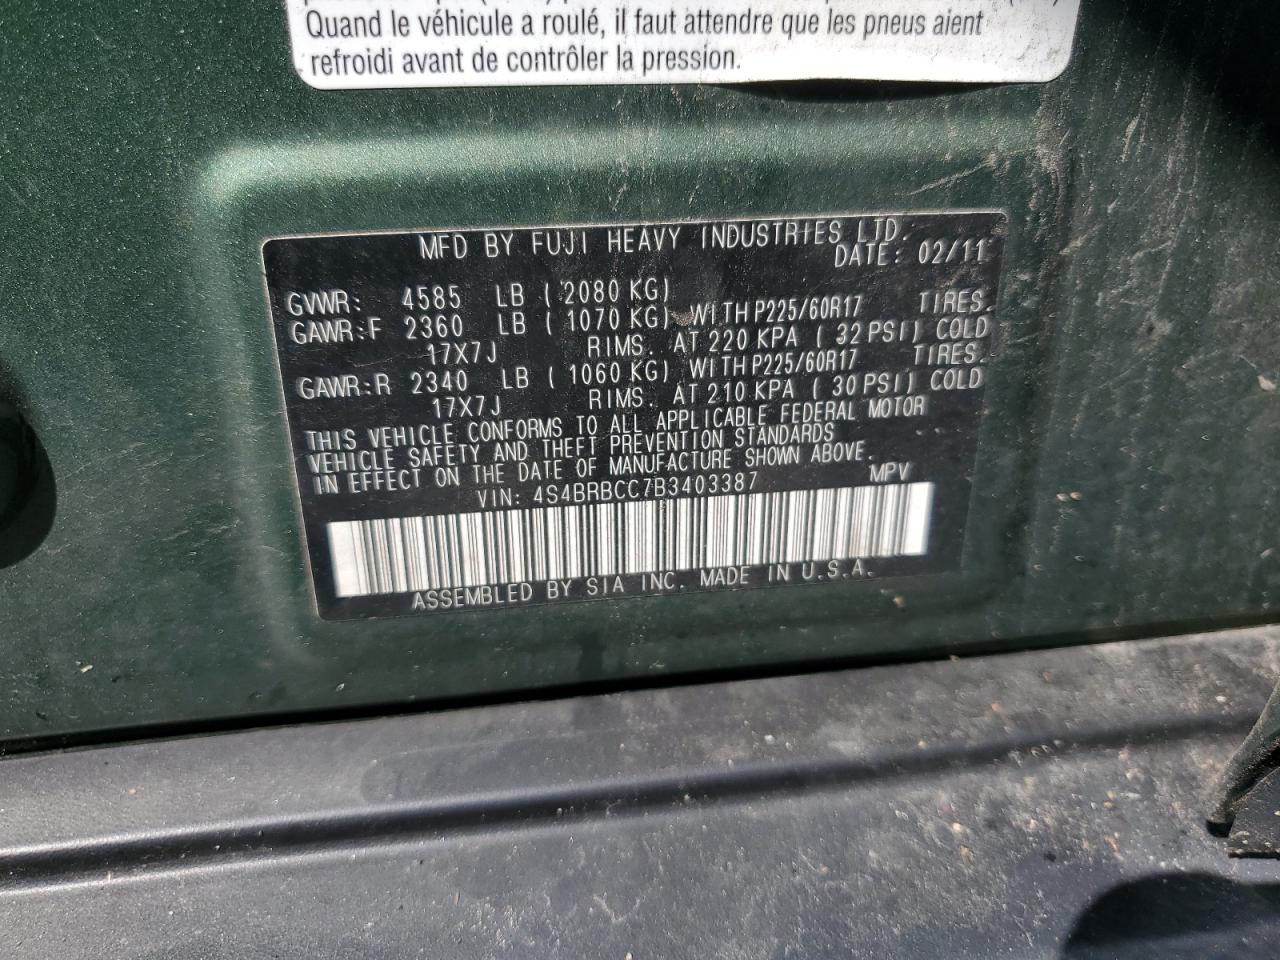 Quand le véhicule a roulé, il faut attendre que les pneus aient
refroidi avant de contrôler la pression.
MFD BY FUJI HEAVY INDUSTRIES LTD.
DATE: 02/11
GVWR: 4585 LB (2080 KG)
GAWR:F 2360 LB (1070 KG) WITH P225/60R17 TIRES.
17X7J RIMS. AT 220 KPA (32 PSI) COLD
GAWR:R 2340 LB (1060 KG) WITH P225/60R17 TIRES.
17X7J RIMS. AT 210 KPA (30 PSI) COLD
THIS VEHICLE CONFORMS TO ALL APPLICABLE FEDERAL MOTOR
VEHICLE SAFETY AND THEFT PREVENTION STANDARDS
IN EFFECT ON THE DATE OF MANUFACTURE SHOWN ABOVE.
VIN: 4S4BRBCC7B3403387 MPV
ASSEMBLED BY SIA INC. MADE IN U.S.A.